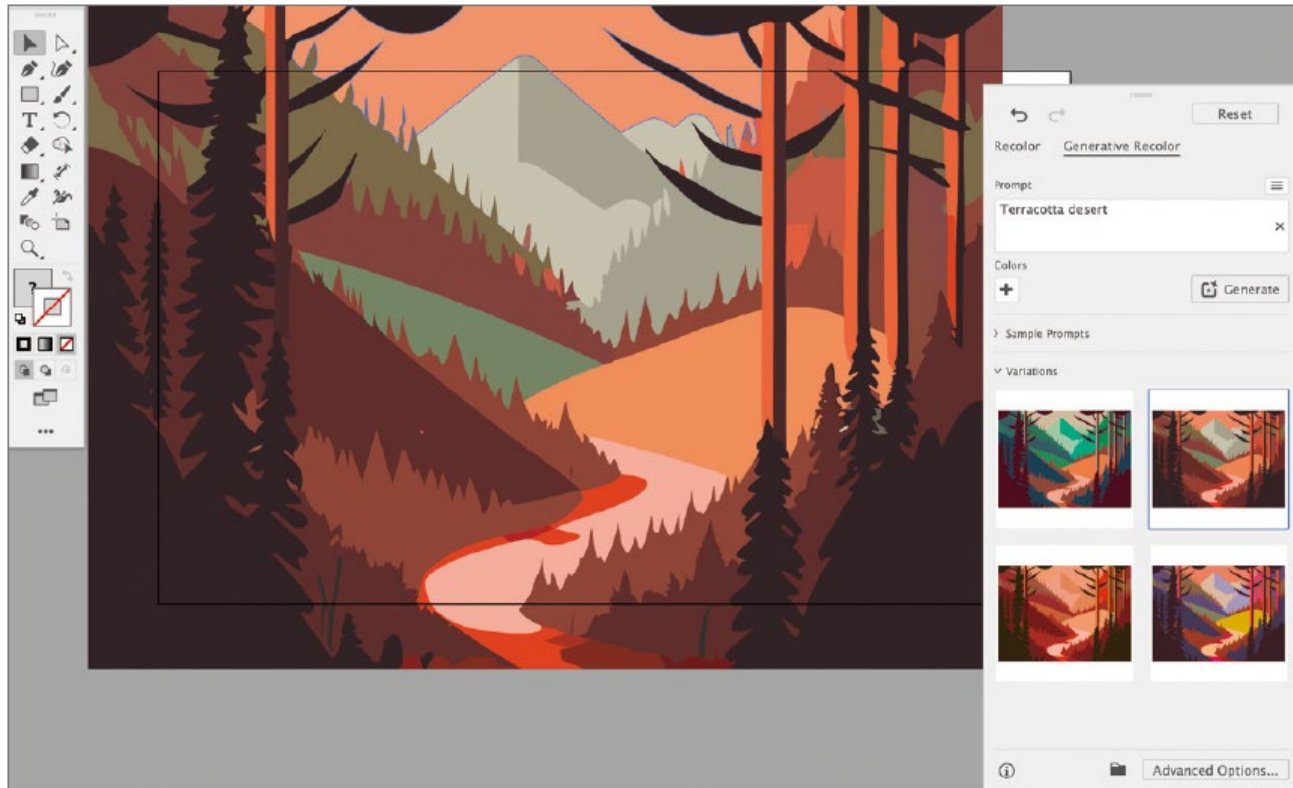 Reset
Recolor Generative Recolor
Prompt
Terracotta desert
Colors
Generate
Sample Prompts
Variations
Advanced Options...